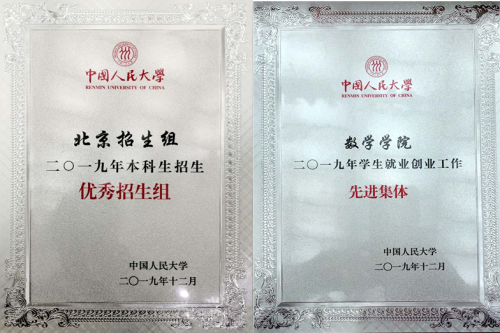 中国人民大学
RENMIN UNIVERSITY OF CHINA
北京招生组
二〇一九年本科生招生
优秀招生组
中国人民大学
二〇一九年十二月
中国人民大学
RENMIN UNIVERSITY OF CHINA
数学学院
二〇一九年学生就业创业工作
先进集体
中国人民大学
二〇一九年十二月